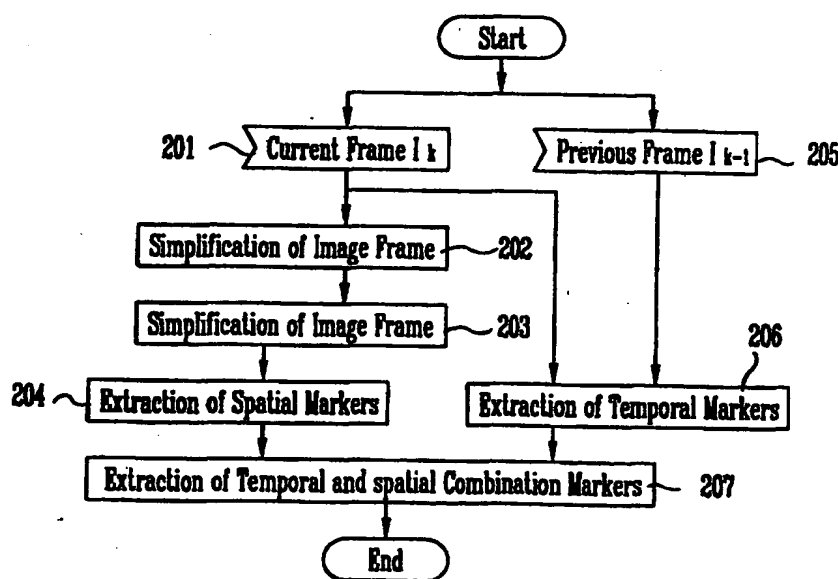 Start
201
Current Frame I k
Previous Frame I k-1
205
Simplification of Image Frame
202
Simplification of Image Frame
203
206
204
Extraction of Spatial Markers
Extraction of Temporal Markers
Extraction of Temporal and spatial Combination Markers
207
End